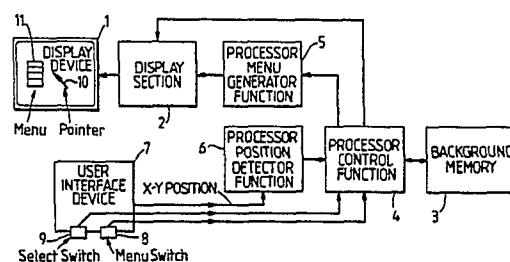 11
1
DISPLAY
DEVICE
10
Menu
Pointer
DISPLAY
SECTION
2
PROCESSOR
MENU
GENERATOR
FUNCTION
5
7
USER
INTERFACE
DEVICE
X-Y POSITION
6
PROCESSOR
POSITION
DETECTOR
FUNCTION
PROCESSOR
CONTROL
FUNCTION
4
BACKGROUND
MEMORY
3
9
8
Select Switch
Menu Switch